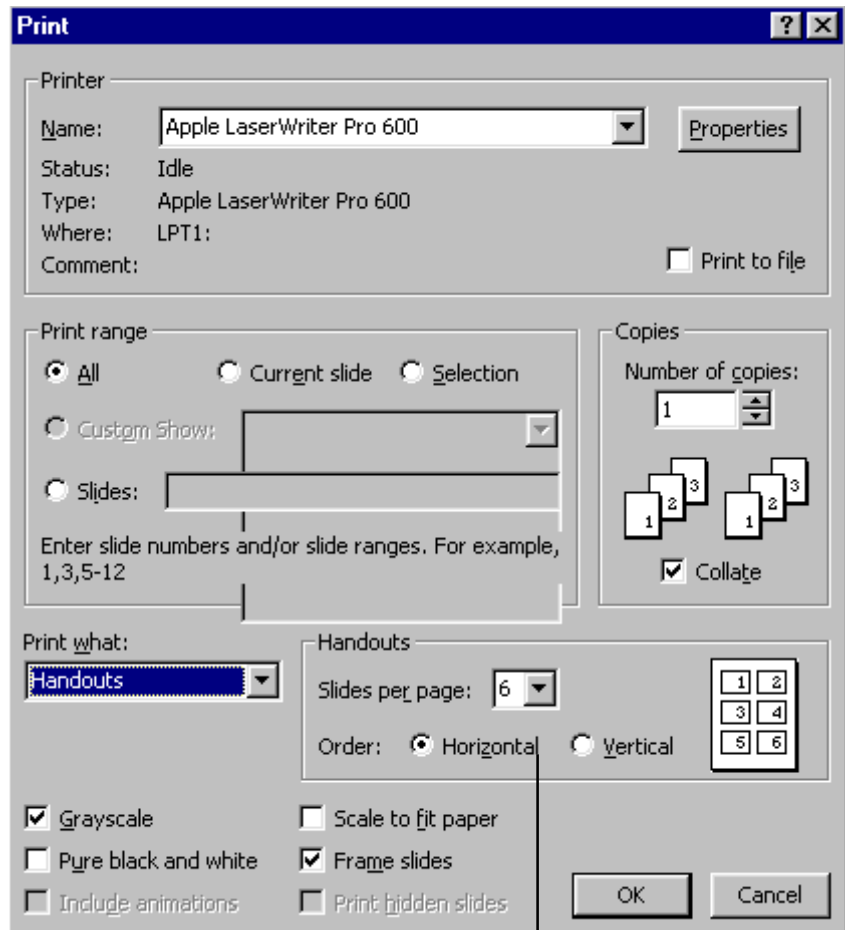 Print
Printer
Name: Apple LaserWriter Pro 600 Properties
Status: Idle
Type: Apple LaserWriter Pro 600
Where: LPT1:
Comment: Print to file
Print range
All Current slide Selection
Custom Show:
Slides:
Enter slide numbers and/or slide ranges. For example,
1,3,5-12
Copies
Number of copies:
1
1 2 3 1 2 3
Collate
Print what:
Handouts
Handouts
Slides per page: 6
Order: Horizontal Vertical
1 2
3 4
5 6
Grayscale Scale to fit paper
Pure black and white Frame slides
Include animations Print hidden slides
OK Cancel